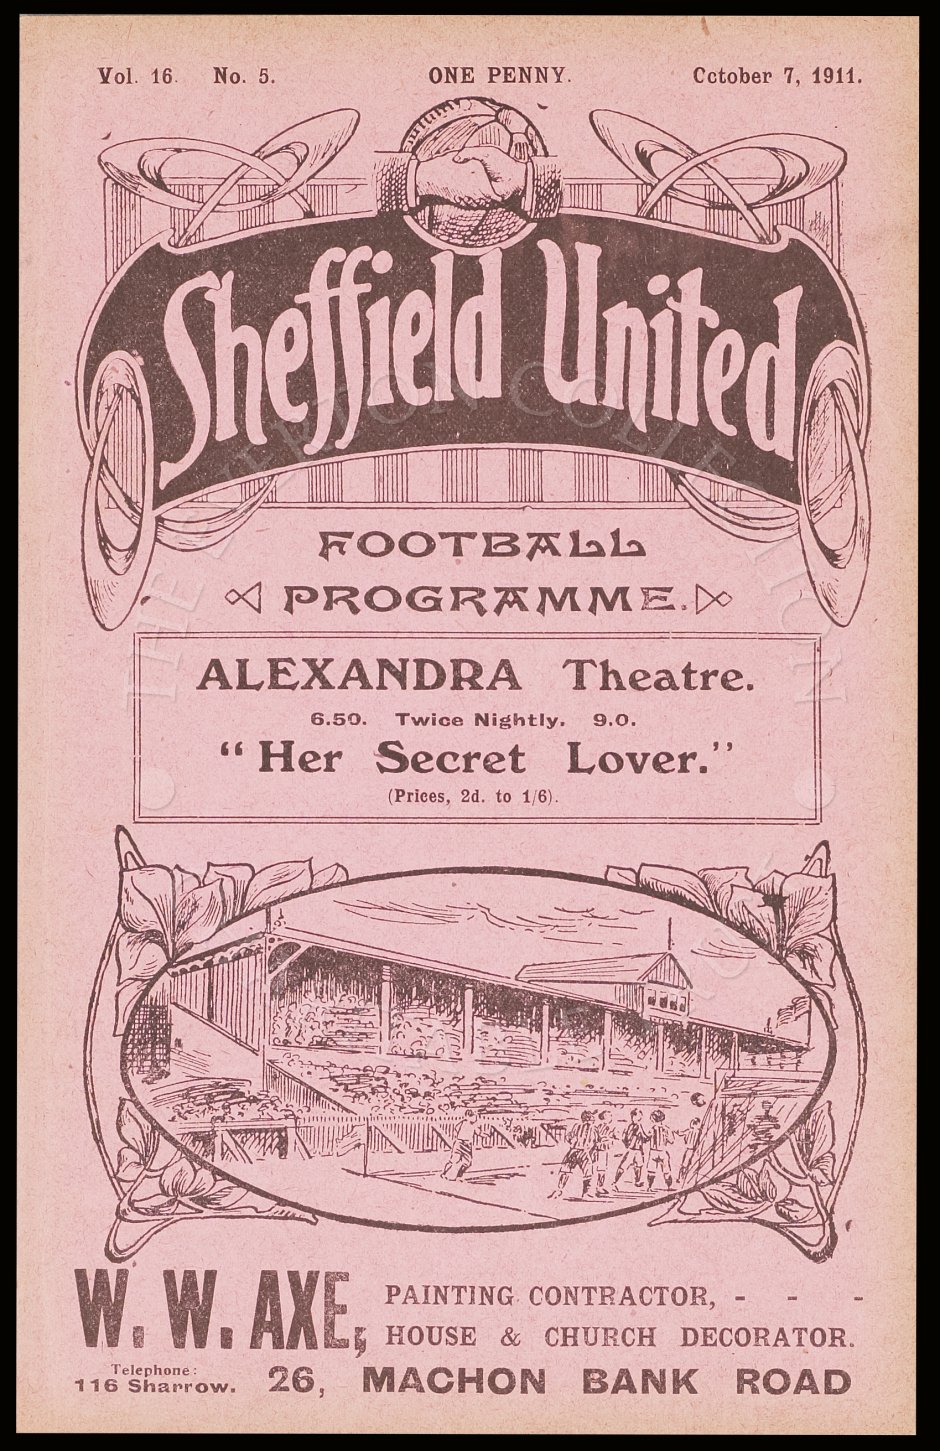 Vol. 16. No. 5. ONE PENNY. October 7, 1911.
Sheffield United
FOOTBALL
PROGRAMME.
ALEXANDRA Theatre.
6.50. Twice Nightly. 9.0.
“Her Secret Lover.”
(Prices, 2d. to 1/6).
W. W. AXE, PAINTING CONTRACTOR, - - -
HOUSE & CHURCH DECORATOR.
Telephone:
116 Sharrow. 26, MACHON BANK ROAD